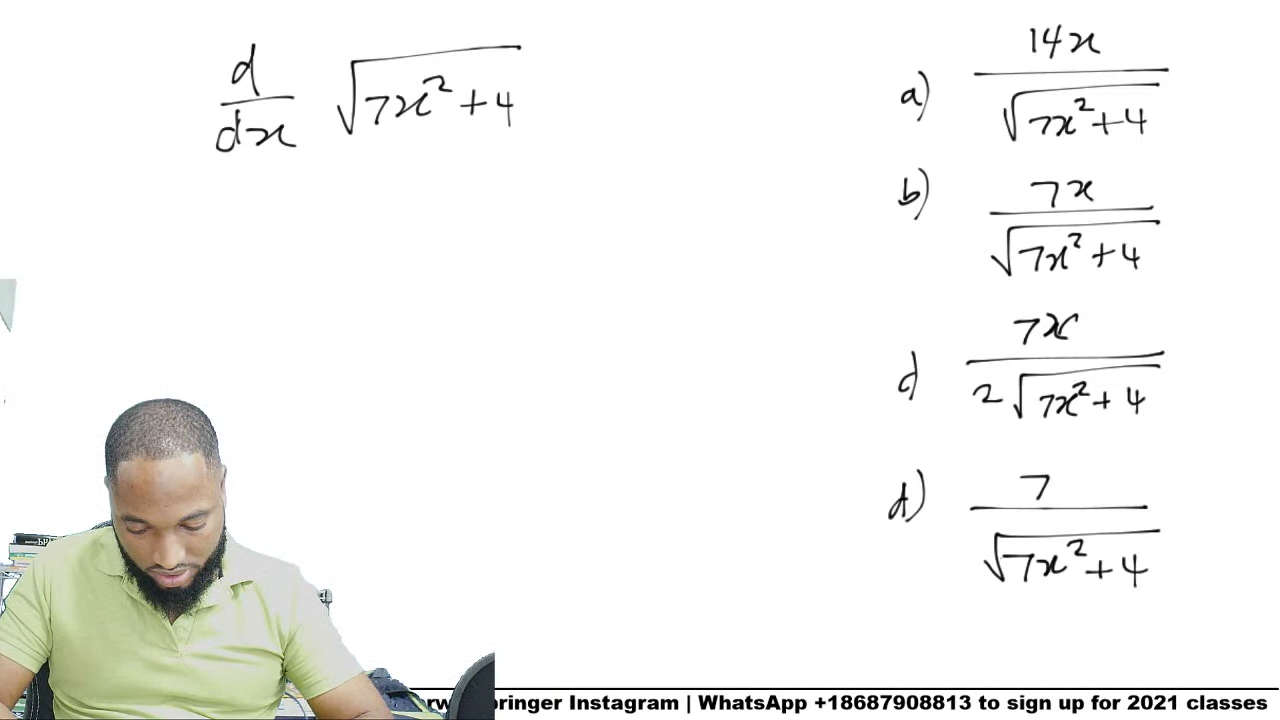 d/dx √(7x²+4)
a) 14x/√(7x²+4)
b) 7x/√(7x²+4)
c) 7x/2√(7x²+4)
d) 7/√(7x²+4)
Instagram | WhatsApp +18687908813 to sign up for 2021 classes